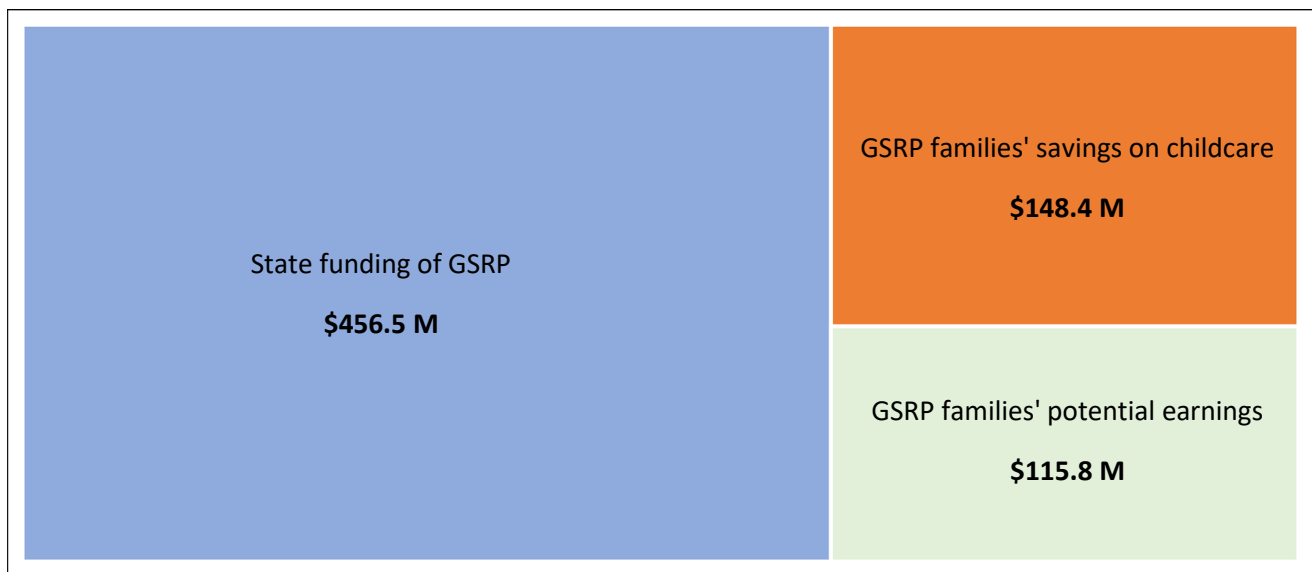 State funding of GSRP
$456.5 M
GSRP families' savings on childcare
$148.4 M
GSRP families' potential earnings
$115.8 M